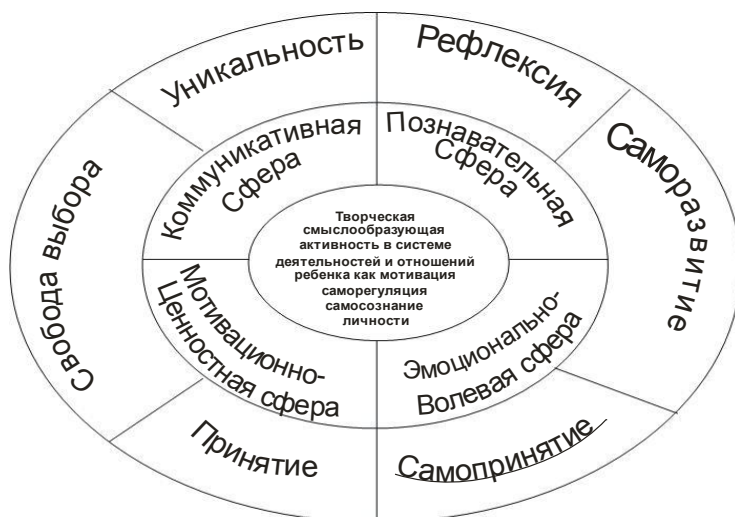 Уникальность
Рефлексия
Саморазвитие
Свобода выбора
Коммуникативная
Сфера
Познавательная
Сфера
Творческая
смыслообразующая
активность в системе
деятельностей и отношений
ребенка как мотивация
саморегуляция
самосознание
личности
Мотивационно-
Ценностная сфера
Эмоционально-
Волевая сфера
Принятие
Самопринятие